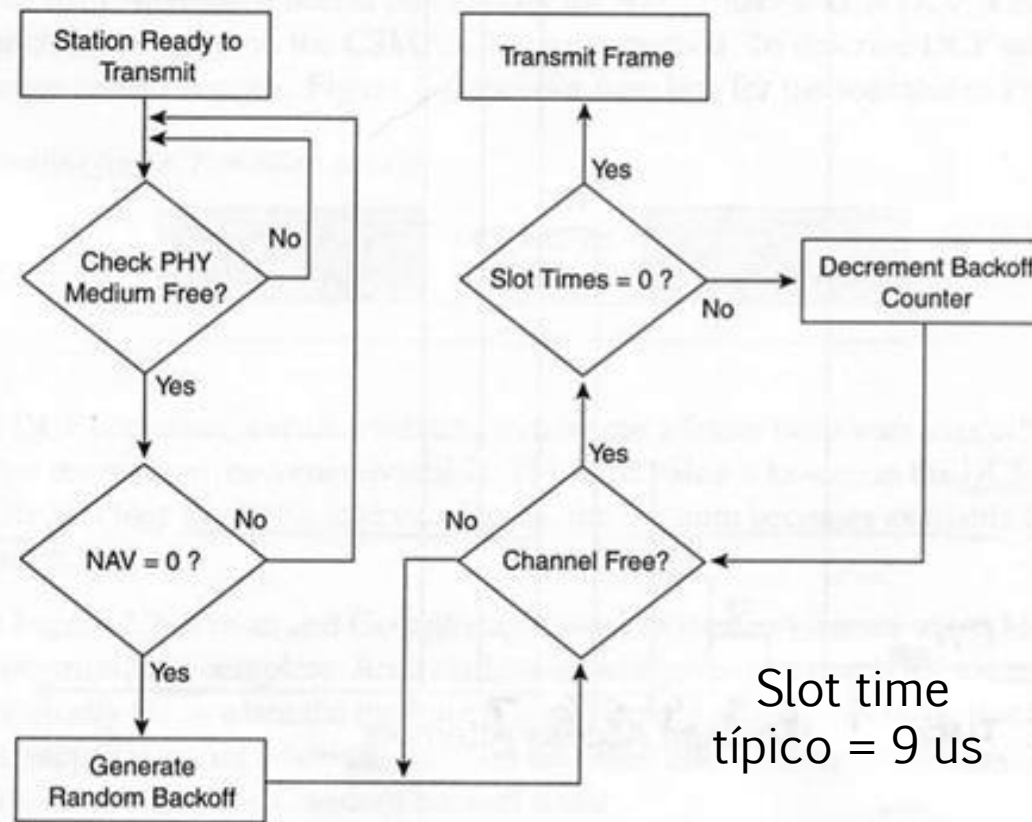 Station Ready to
Transmit
No
Check PHY
Medium Free?
Yes
No
NAV = 0 ?
Yes
Generate
Random Backoff
Transmit Frame
Yes
Slot Times = 0 ?
No
Decrement Backoff
Counter
Yes
No
Channel Free?
Slot time
típico = 9 us